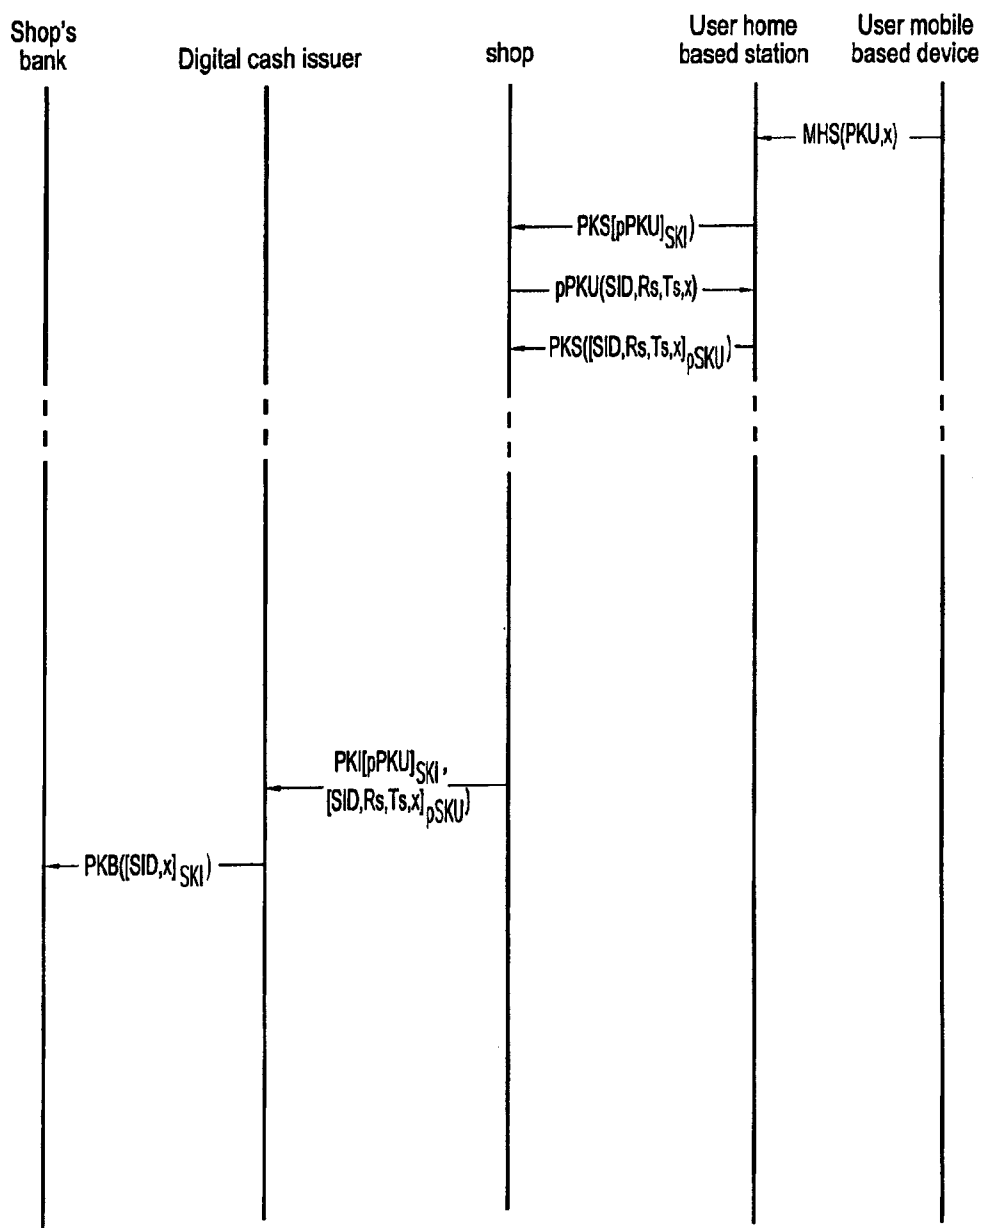 Shop's
bank
Digital cash issuer
shop
User home
based station
User mobile
based device
MHS(PKU,x)
PKS[pPKU]SKI)
pPKU(SID,Rs,Ts,x)
PKS([SID,Rs,Ts,x]pSKU)
PKI[pPKU]SKI,
[SID,Rs,Ts,x]pSKU)
PKB([SID,x]SKI)